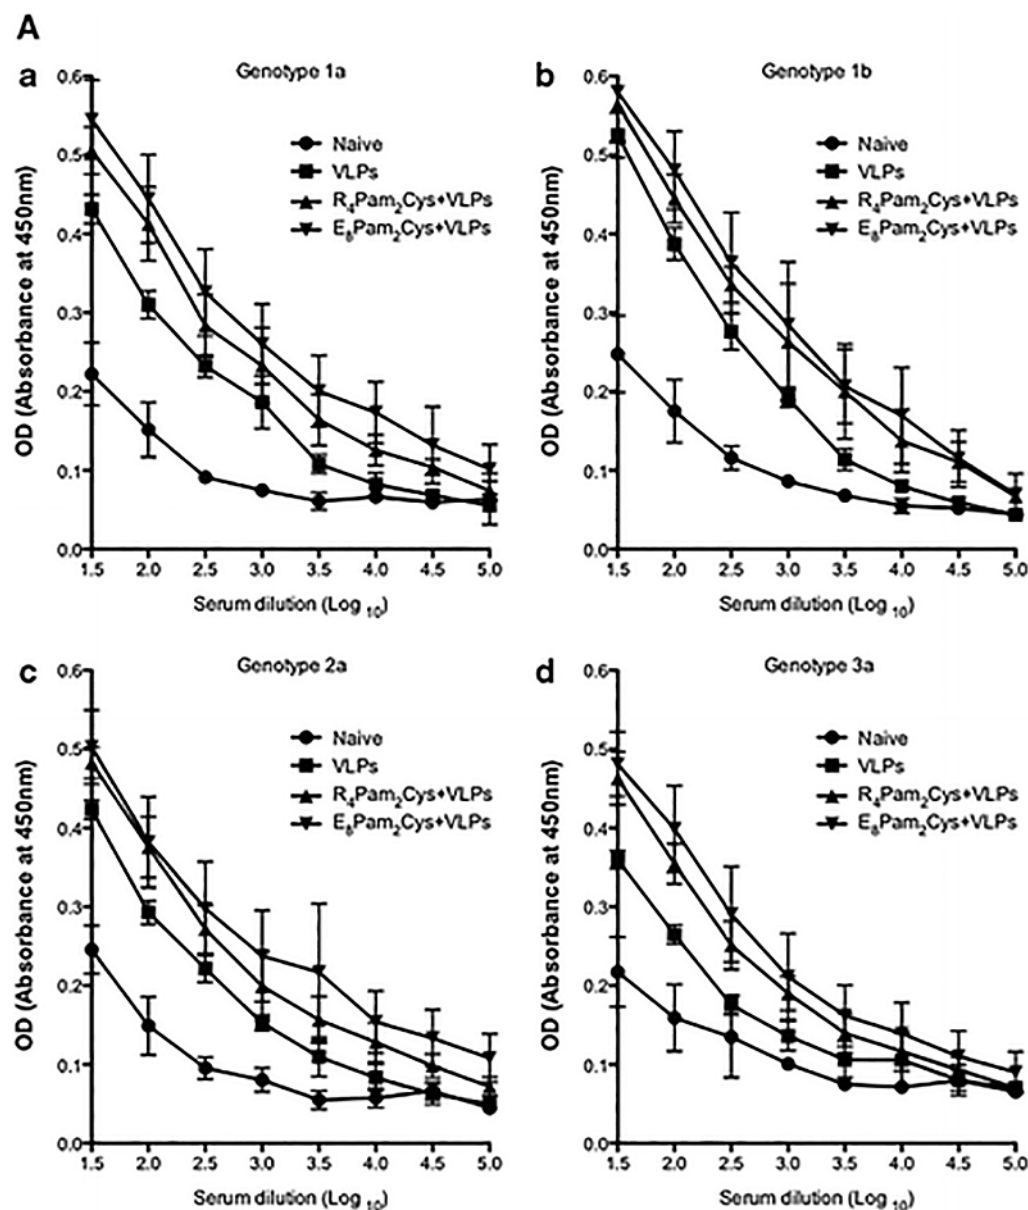 A
a
Genotype 1a
0.6
0.5
0.4
0.3
0.2
0.1
0.0
OD (Absorbance at 450nm)
Naive
VLPs
R4Pam2Cys+VLPs
E8Pam2Cys+VLPs
1.5 2.0 2.5 3.0 3.5 4.0 4.5 5.0
Serum dilution (Log 10)
b
Genotype 1b
0.6
0.5
0.4
0.3
0.2
0.1
0.0
OD (Absorbance at 450nm)
Naive
VLPs
R4Pam2Cys+VLPs
E8Pam2Cys+VLPs
1.5 2.0 2.5 3.0 3.5 4.0 4.5 5.0
Serum dilution (Log 10)
c
Genotype 2a
0.6
0.5
0.4
0.3
0.2
0.1
0.0
OD (Absorbance at 450nm)
Naive
VLPs
R4Pam2Cys+VLPs
E8Pam2Cys+VLPs
1.5 2.0 2.5 3.0 3.5 4.0 4.5 5.0
Serum dilution (Log 10)
d
Genotype 3a
0.6
0.5
0.4
0.3
0.2
0.1
0.0
OD (Absorbance at 450nm)
Naive
VLPs
R4Pam2Cys+VLPs
E8Pam2Cys+VLPs
1.5 2.0 2.5 3.0 3.5 4.0 4.5 5.0
Serum dilution (Log 10)